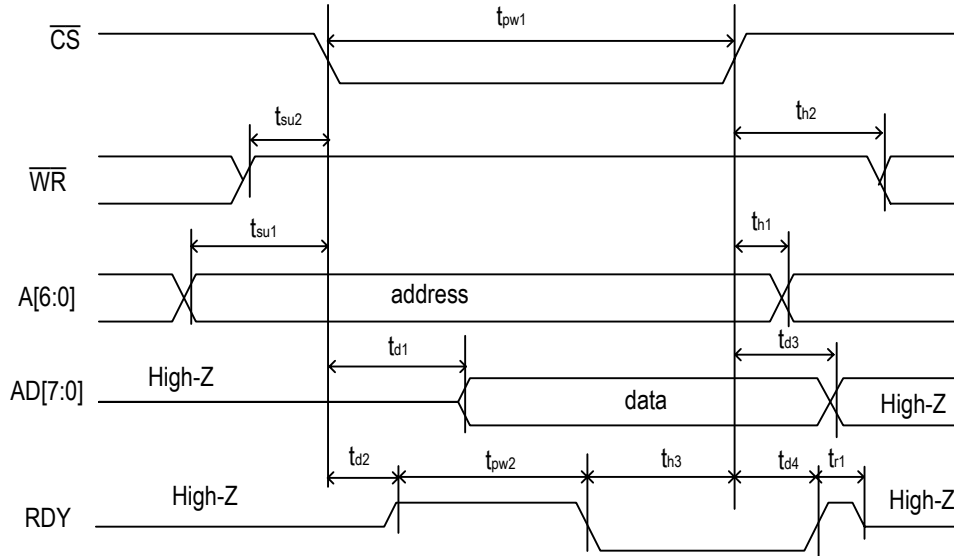 CS
tpw1
tsu2
th2
WR
tsu1
th1
A[6:0]
address
td1
td3
High-Z
AD[7:0]
data
High-Z
td2
tpw2
th3
td4
tr1
High-Z
High-Z
RDY